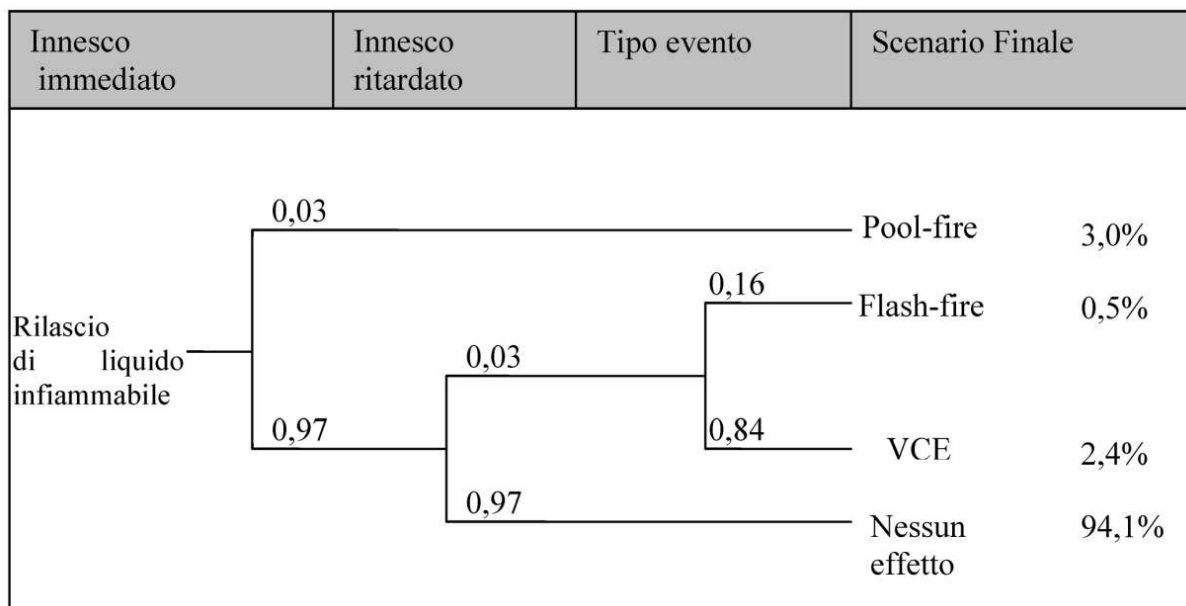 Innesco immediato
Innesco ritardato
Tipo evento
Scenario Finale
0,03
Pool-fire 3,0%
0,16
Flash-fire 0,5%
Rilascio
di liquido
infiammabile
0,03
0,97
0,84
VCE 2,4%
0,97
Nessun 94,1%
effetto